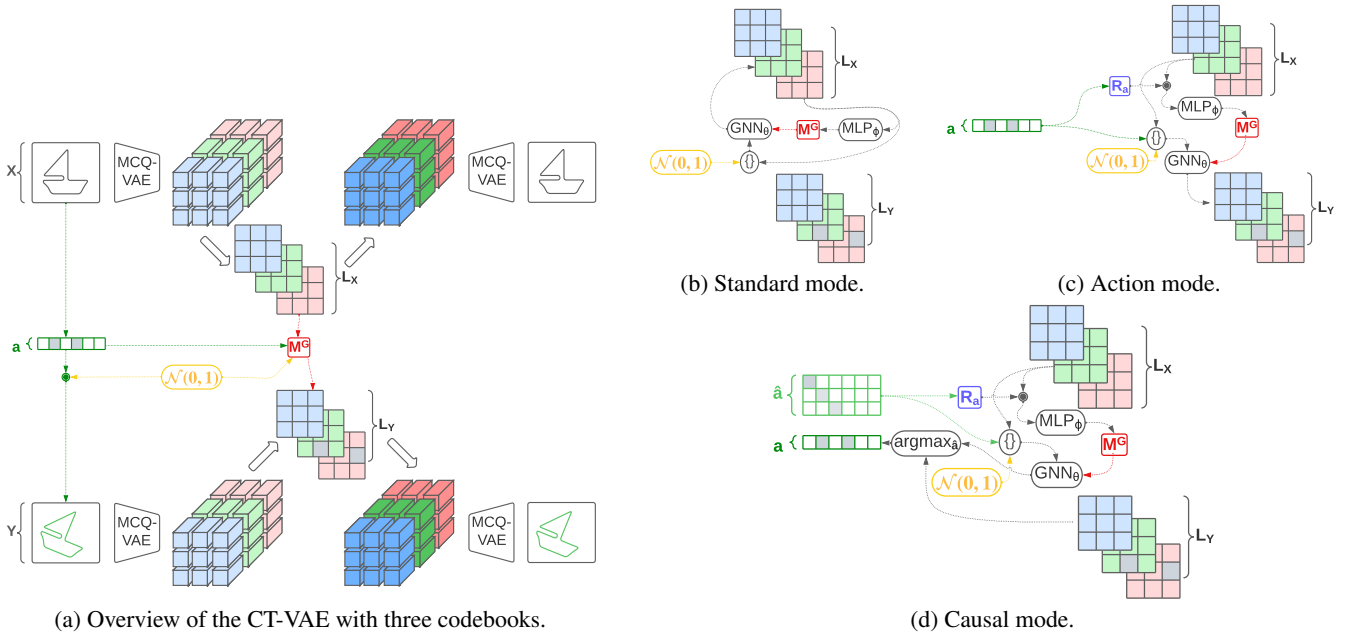 X
MCQ-
VAE
MCQ-
VAE
L_X
a
M^G
𝒩(0, 1)
L_Y
Y
MCQ-
VAE
MCQ-
VAE
(a) Overview of the CT-VAE with three codebooks.
L_X
GNN_θ
M^G
MLP_ϕ
{}
𝒩(0, 1)
L_Y
(b) Standard mode.
L_X
R_a
MLP_ϕ
a
{}
M^G
𝒩(0, 1)
GNN_θ
L_Y
(c) Action mode.
L_X
â
R_a
MLP_ϕ
a
argmax_â
{}
M^G
𝒩(0, 1)
GNN_θ
L_Y
(d) Causal mode.